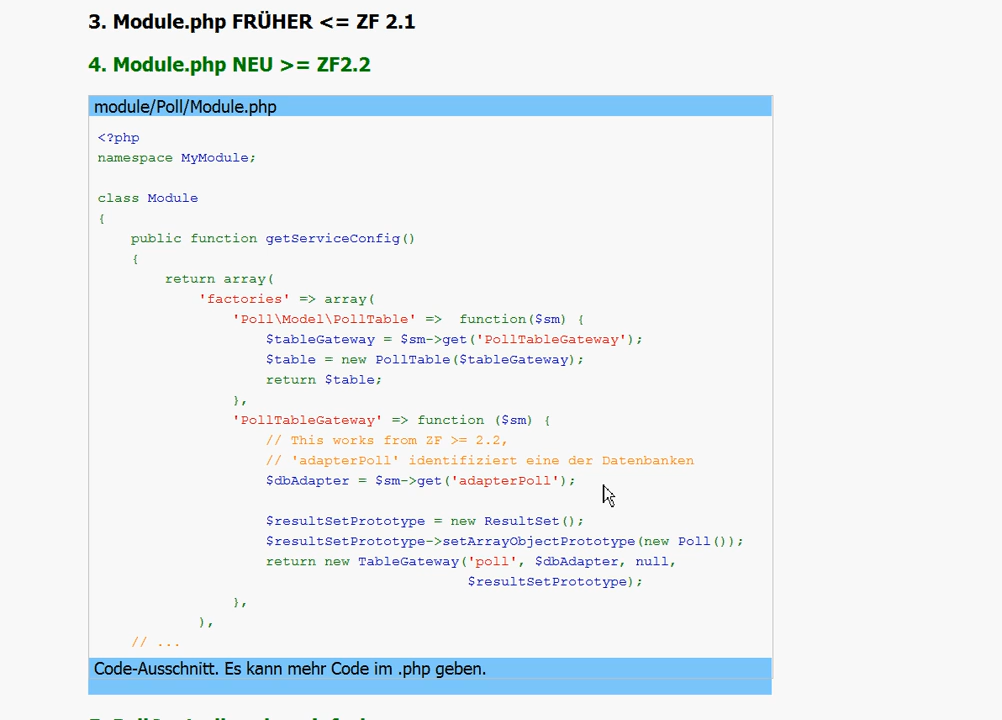 3. Module.php FRÜHER <= ZF 2.1
4. Module.php NEU >= ZF2.2
module/Poll/Module.php
<?php
namespace MyModule;
class Module
{
    public function getServiceConfig()
    {
        return array(
            'factories' => array(
                'Poll\Model\PollTable' =>  function($sm) {
                    $tableGateway = $sm->get('PollTableGateway');
                    $table = new PollTable($tableGateway);
                    return $table;
                },
                'PollTableGateway' => function ($sm) {
                    // This works from ZF >= 2.2,
                    // 'adapterPoll' identifiziert eine der Datenbanken
                    $dbAdapter = $sm->get('adapterPoll');
                    $resultSetPrototype = new ResultSet();
                    $resultSetPrototype->setArrayObjectPrototype(new Poll());
                    return new TableGateway('poll', $dbAdapter, null,
                                            $resultSetPrototype);
                },
            ),
    // ...
Code-Ausschnitt. Es kann mehr Code im .php geben.